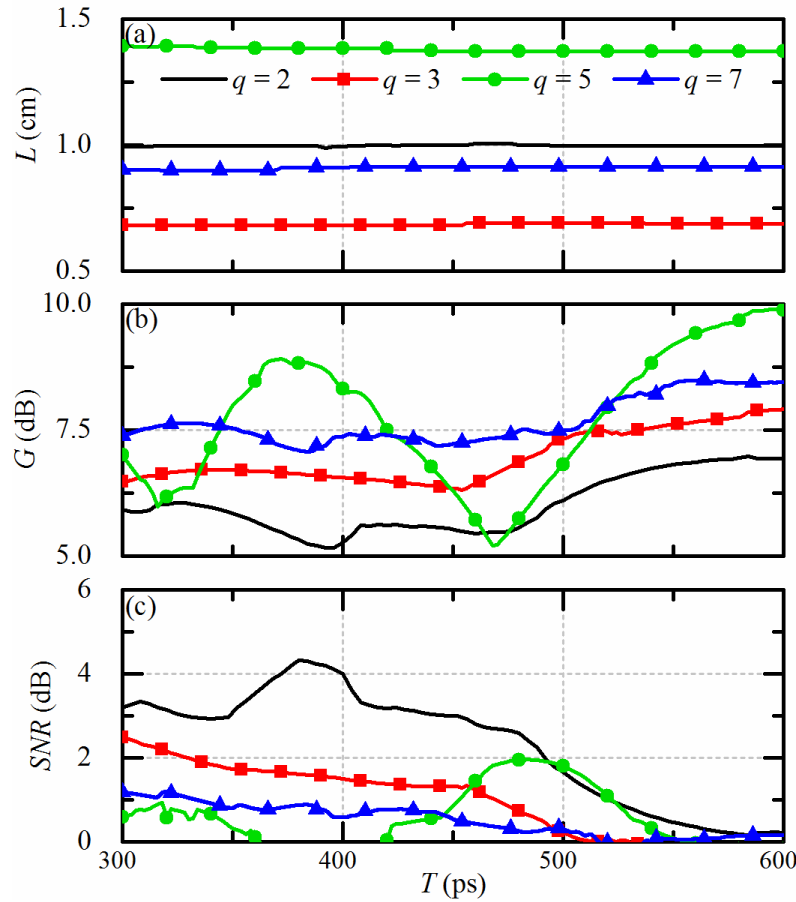 1.5
(a)
q = 2 q = 3 q = 5 q = 7
L (cm)
1.0
0.5
10.0
(b)
G (dB)
7.5
5.0
6
(c)
SNR (dB)
4
2
0
300 400 500 600
T (ps)